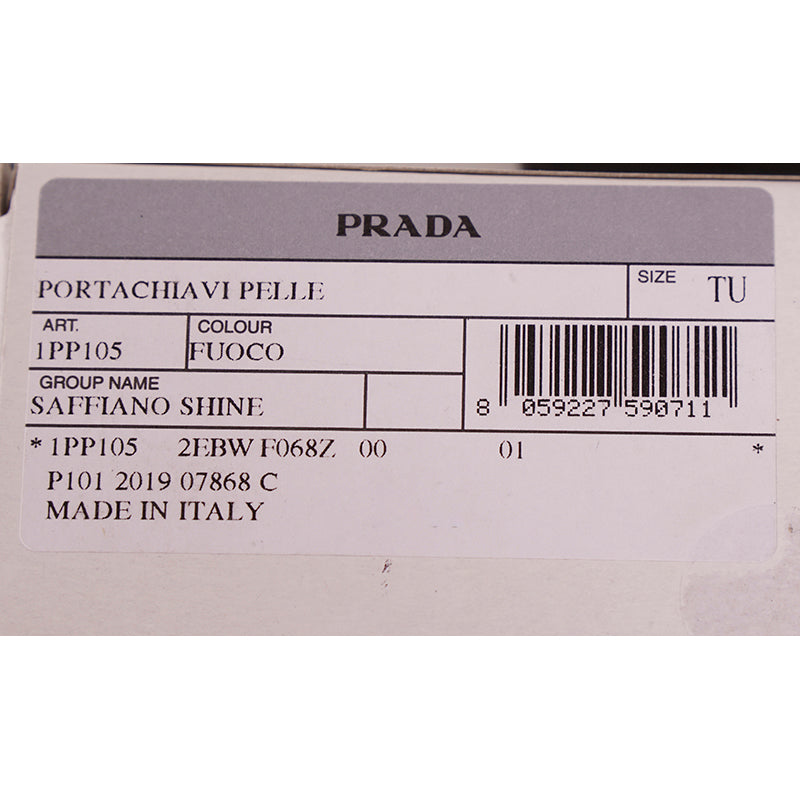 PRADA
PORTACHIAVI PELLE
SIZE TU
ART. COLOUR
1PP105 FUOCO
GROUP NAME
SAFFIANO SHINE
8 059227 590711
* 1PP105 2EBW F068Z 00 01 *
P101 2019 07868 C
MADE IN ITALY